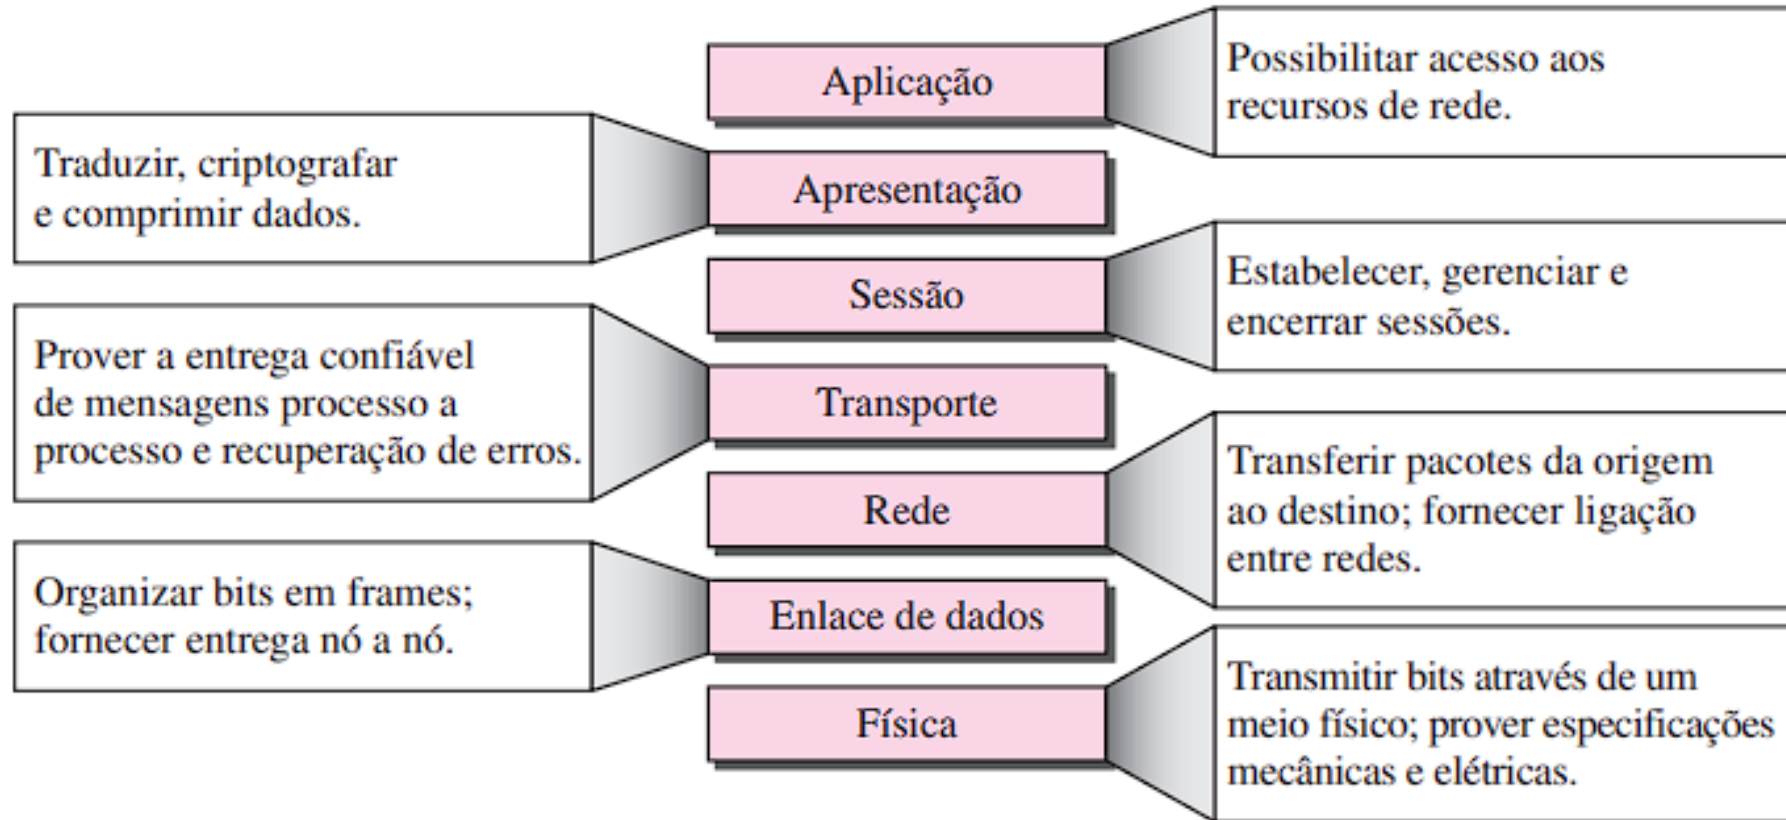 Aplicação
Possibilitar acesso aos
recursos de rede.
Traduzir, criptografar
e comprimir dados.
Apresentação
Sessão
Estabelecer, gerenciar e
encerrar sessões.
Prover a entrega confiável
de mensagens processo a
processo e recuperação de erros.
Transporte
Rede
Transferir pacotes da origem
ao destino; fornecer ligação
entre redes.
Organizar bits em frames;
fornecer entrega nó a nó.
Enlace de dados
Física
Transmitir bits através de um
meio físico; prover especificações
mecânicas e elétricas.